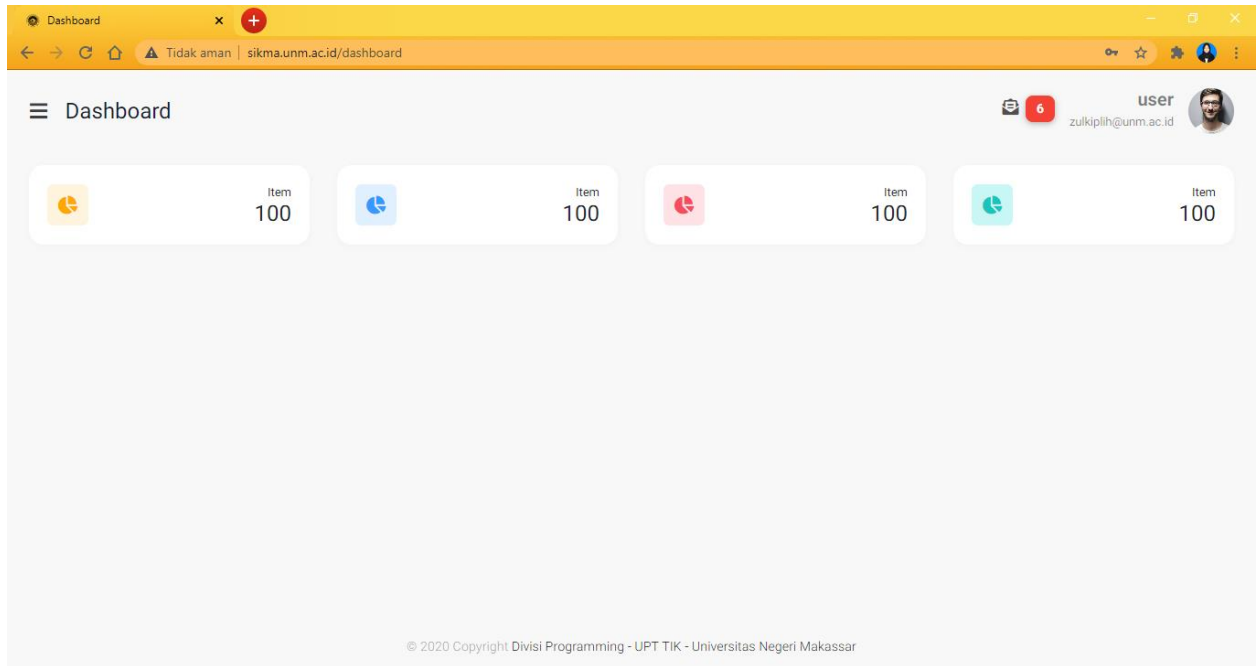 Dashboard
Tidak aman | sikma.unm.ac.id/dashboard
Dashboard
6
user
zulkiplih@unm.ac.id
Item
100
Item
100
Item
100
Item
100
© 2020 Copyright Divisi Programming - UPT TIK - Universitas Negeri Makassar